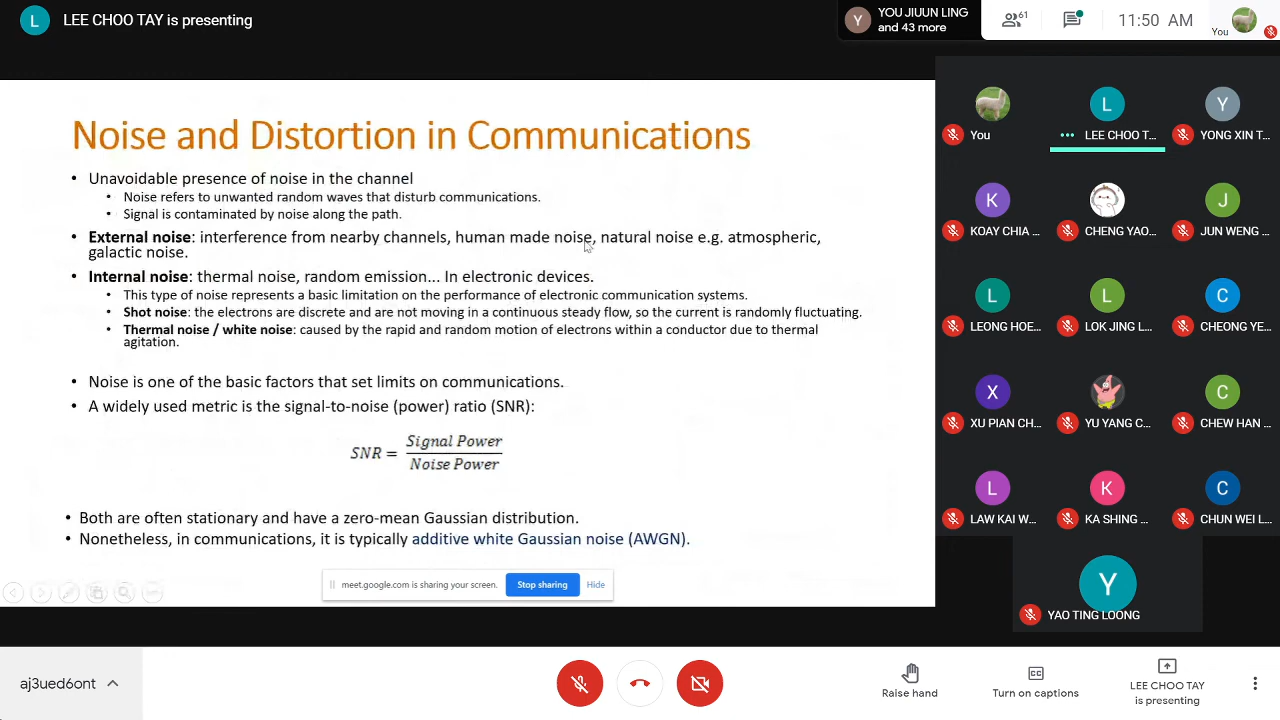 L LEE CHOO TAY is presenting
Y YOU JIUUN LING
and 43 more
61
11:50 AM
You
Noise and Distortion in Communications
• Unavoidable presence of noise in the channel
• Noise refers to unwanted random waves that disturb communications.
• Signal is contaminated by noise along the path.
• External noise: interference from nearby channels, human made noise, natural noise e.g. atmospheric,
galactic noise.
• Internal noise: thermal noise, random emission... In electronic devices.
• This type of noise represents a basic limitation on the performance of electronic communication systems.
• Shot noise: the electrons are discrete and are not moving in a continuous steady flow, so the current is randomly fluctuating.
• Thermal noise / white noise: caused by the rapid and random motion of electrons within a conductor due to thermal
agitation.
• Noise is one of the basic factors that set limits on communications.
• A widely used metric is the signal-to-noise (power) ratio (SNR):
SNR = Signal Power
Noise Power
• Both are often stationary and have a zero-mean Gaussian distribution.
• Nonetheless, in communications, it is typically additive white Gaussian noise (AWGN).
meet.google.com is sharing your screen. Stop sharing Hide
L Y
You LEE CHOO T... YONG XIN T...
K J
KOAY CHIA ... CHENG YAO... JUN WENG ...
L L C
LEONG HOE... LOK JING L... CHEONG YE...
X C
XU PIAN CH... YU YANG C... CHEW HAN ...
L K C
LAW KAI W... KA SHING ... CHUN WEI L...
Y
YAO TING LOONG
aj3ued6ont
Raise hand
CC
Turn on captions
LEE CHOO TAY
is presenting